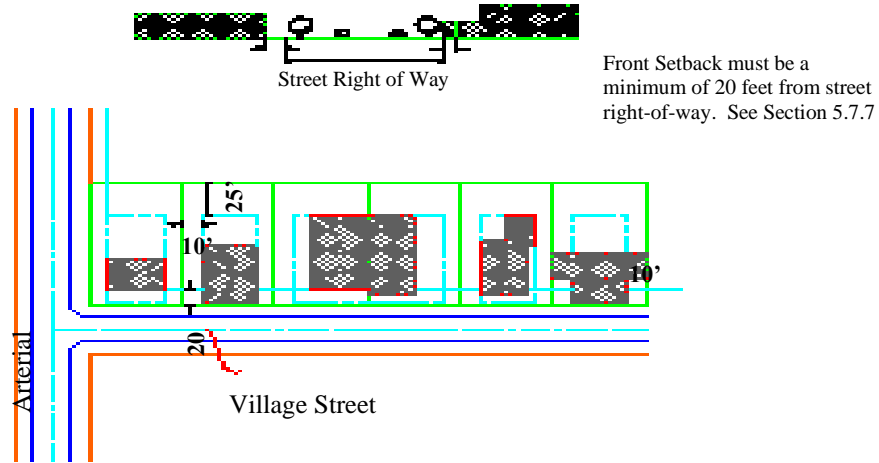 Street Right of Way
Front Setback must be a
minimum of 20 feet from street
right-of-way. See Section 5.7.7
25'
10'
10'
20
Arterial
Village Street